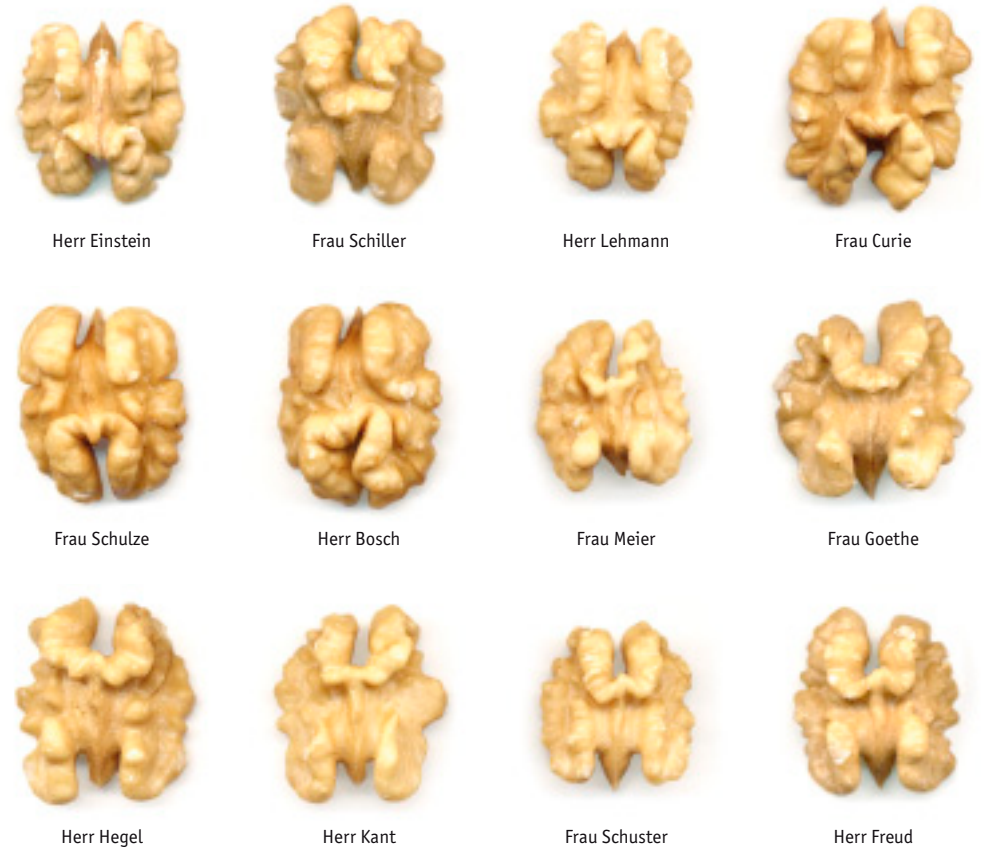 Herr Einstein
Frau Schiller
Herr Lehmann
Frau Curie
Frau Schulze
Herr Bosch
Frau Meier
Frau Goethe
Herr Hegel
Herr Kant
Frau Schuster
Herr Freud